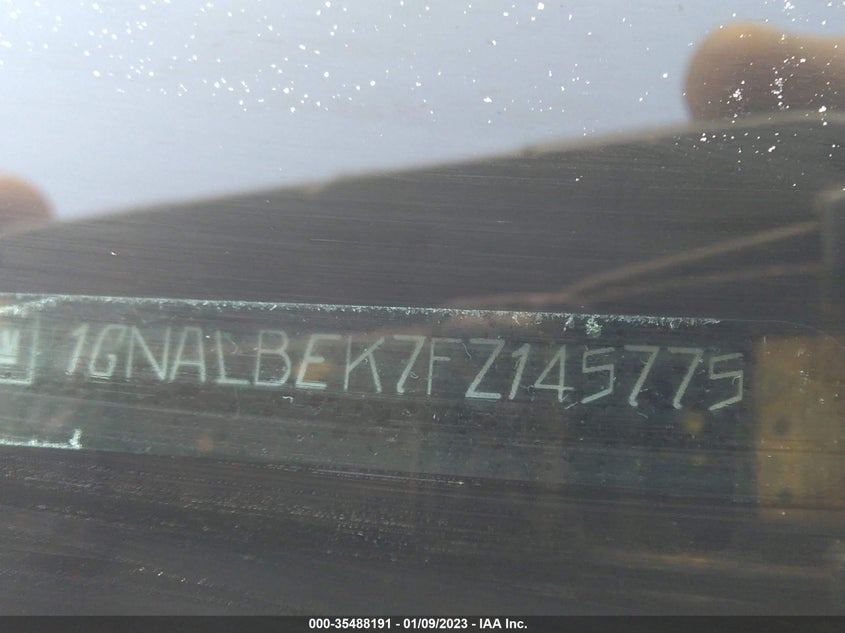 1GNALBEK7FZ145775
000-35488191 - 01/09/2023 - IAA Inc.